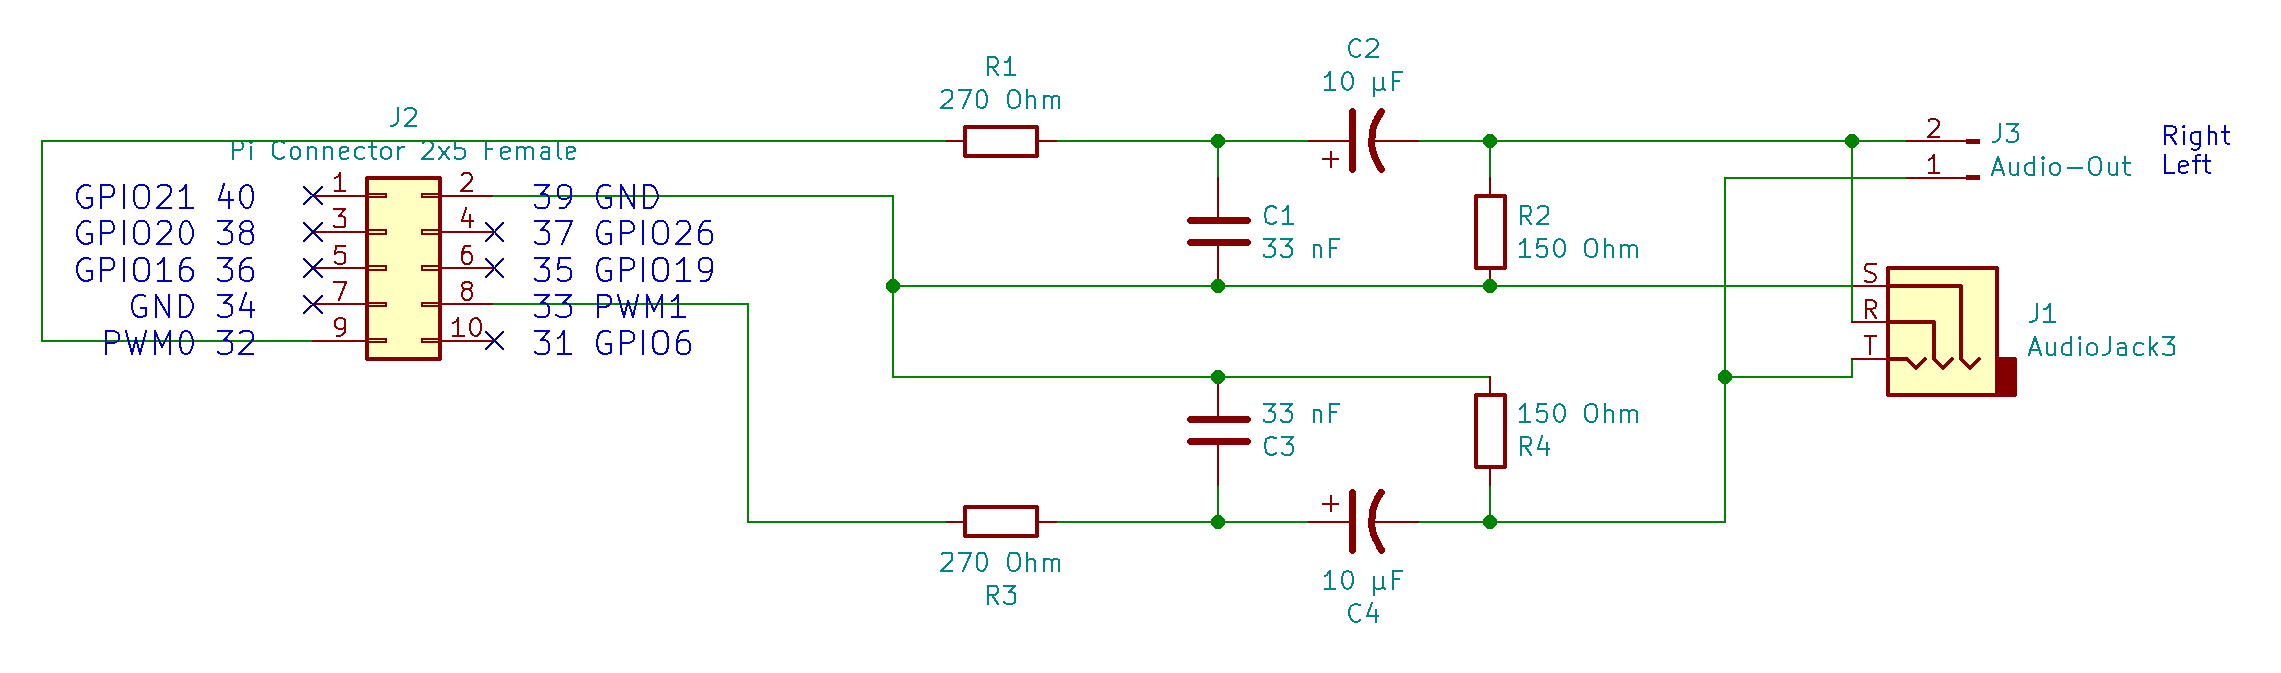 C2
10 µF
R1
270 Ohm
J2
Pi Connector 2x5 Female
GPIO21 40
1
2
39 GND
GPIO20 38
3
4
37 GPIO26
GPIO16 36
5
6
35 GPIO19
GND 34
7
8
33 PWM1
PWM0 32
9
10
31 GPIO6
+
C1
33 nF
R2
150 Ohm
2
1
J3
Audio-Out
Right
Left
S
R
T
J1
AudioJack3
33 nF
C3
150 Ohm
R4
+
270 Ohm
R3
10 µF
C4